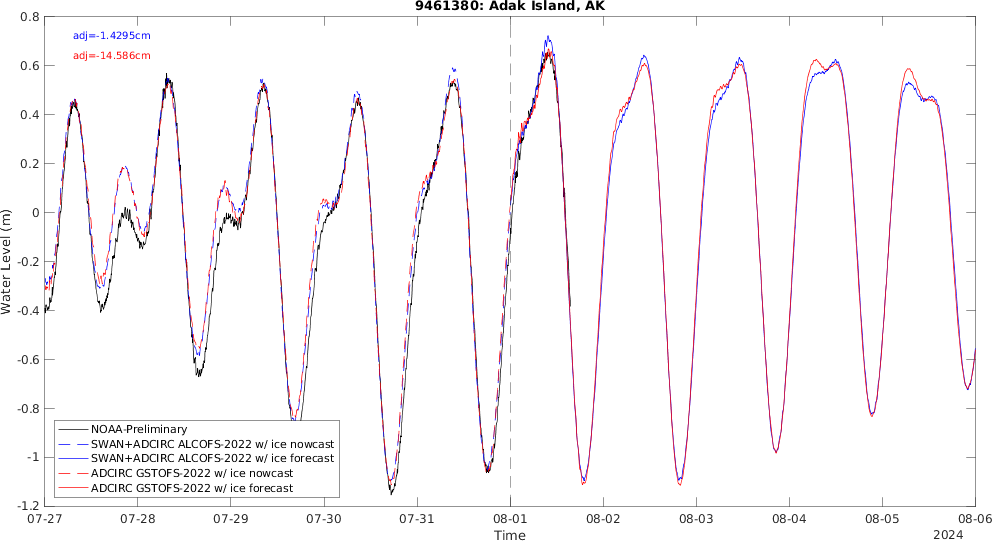 9461380: Adak Island, AK
adj=-1.4295cm
adj=-14.586cm
0.8
0.6
0.4
0.2
0
-0.2
-0.4
-0.6
-0.8
-1
-1.2
Water Level (m)
NOAA-Preliminary
SWAN+ADCIRC ALCOFS-2022 w/ ice nowcast
SWAN+ADCIRC ALCOFS-2022 w/ ice forecast
ADCIRC GSTOFS-2022 w/ ice nowcast
ADCIRC GSTOFS-2022 w/ ice forecast
07-27 07-28 07-29 07-30 07-31 08-01 08-02 08-03 08-04 08-05 08-06
Time
2024